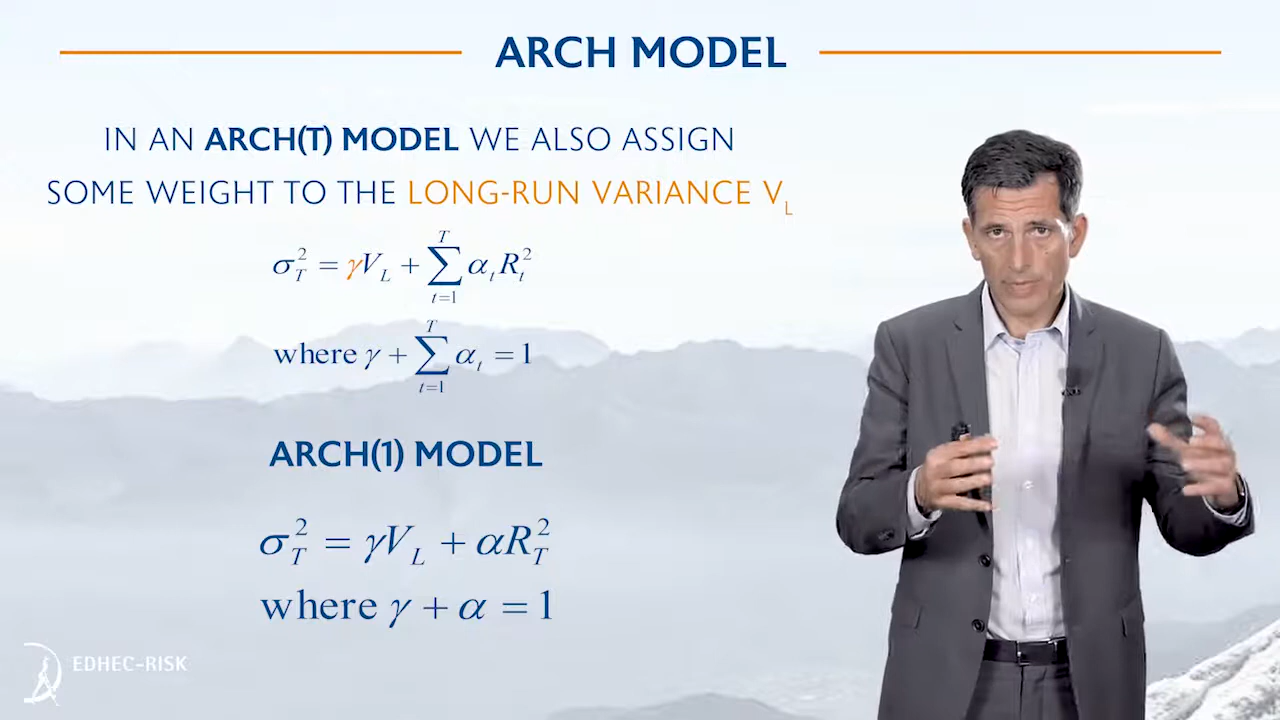 ARCH MODEL
IN AN ARCH(T) MODEL WE ALSO ASSIGN
SOME WEIGHT TO THE LONG-RUN VARIANCE V_L
σ_T^2 = γV_L + ∑_{t=1}^{T} α_t R_t^2
where γ + ∑_{t=1}^{T} α_t = 1
ARCH(1) MODEL
σ_T^2 = γV_L + αR_T^2
where γ + α = 1
EDHEC-RISK